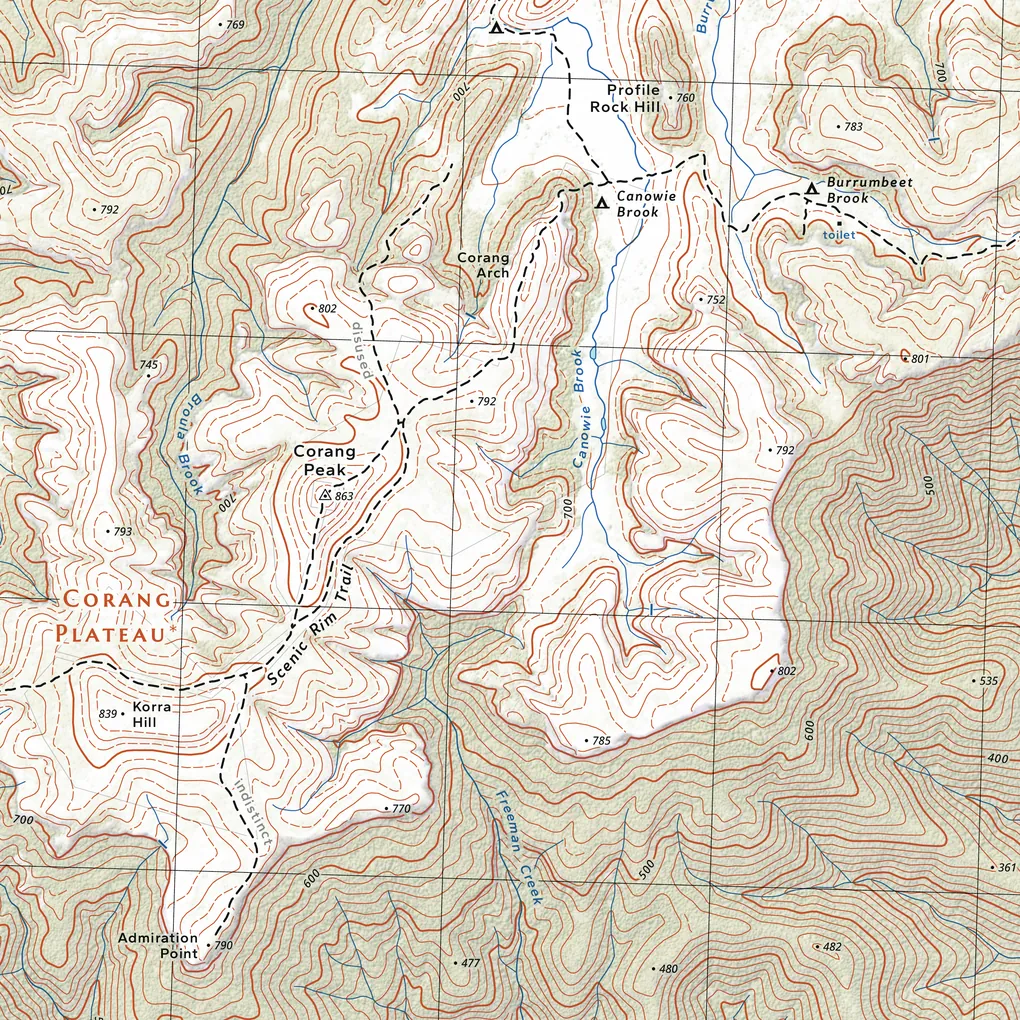 769
Burr
700
Profile
Rock Hill
760
700
783
792
Canowie
Brook
Burrumbeet
Brook
toilet
Corang
Arch
752
802
disused
745
801
792
Canowie Brook
Broula Brook
Corang
Peak
792
863
700
700
500
793
Corang
Plateau*
Scenic Rim Trail
802
535
839
Korra
Hill
785
600
400
indistinct
770
700
Freeman Creek
361
600
500
Admiration
Point
790
482
477
480